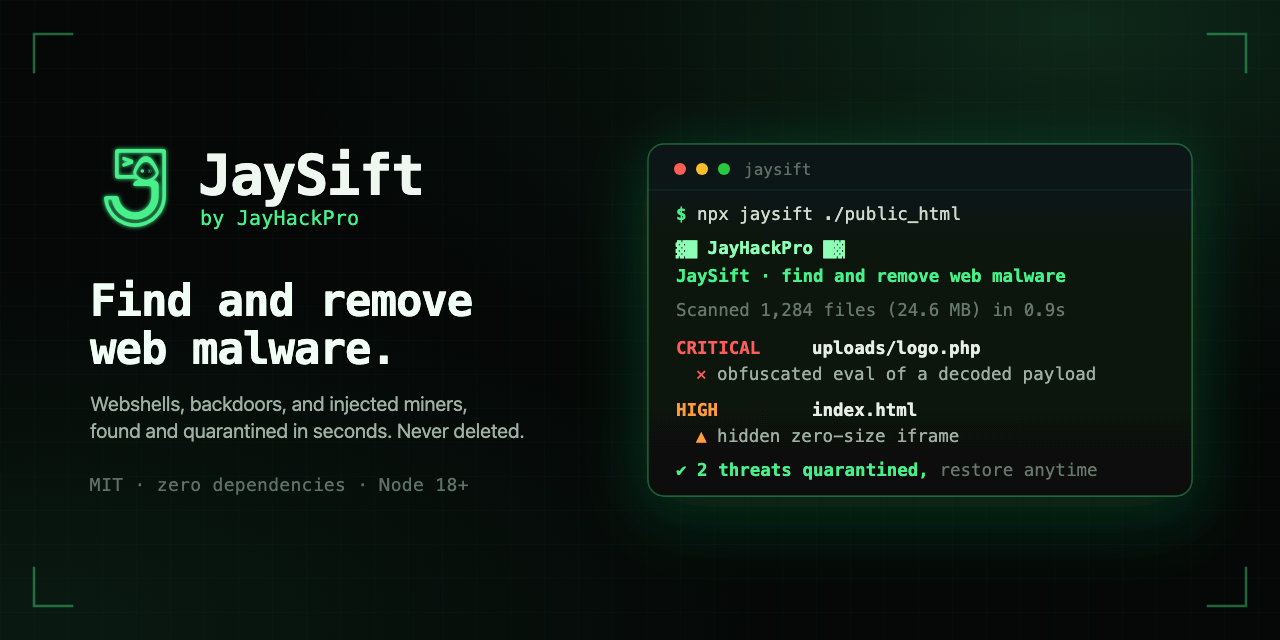 JaySift
by JayHackPro
Find and remove
web malware.
Webshells, backdoors, and injected miners,
found and quarantined in seconds. Never deleted.
MIT · zero dependencies · Node 18+
jaysift
$ npx jaysift ./public_html
▓█ JayHackPro █▓
JaySift · find and remove web malware
Scanned 1,284 files (24.6 MB) in 0.9s
CRITICAL uploads/logo.php
× obfuscated eval of a decoded payload
HIGH index.html
▲ hidden zero-size iframe
✔ 2 threats quarantined, restore anytime